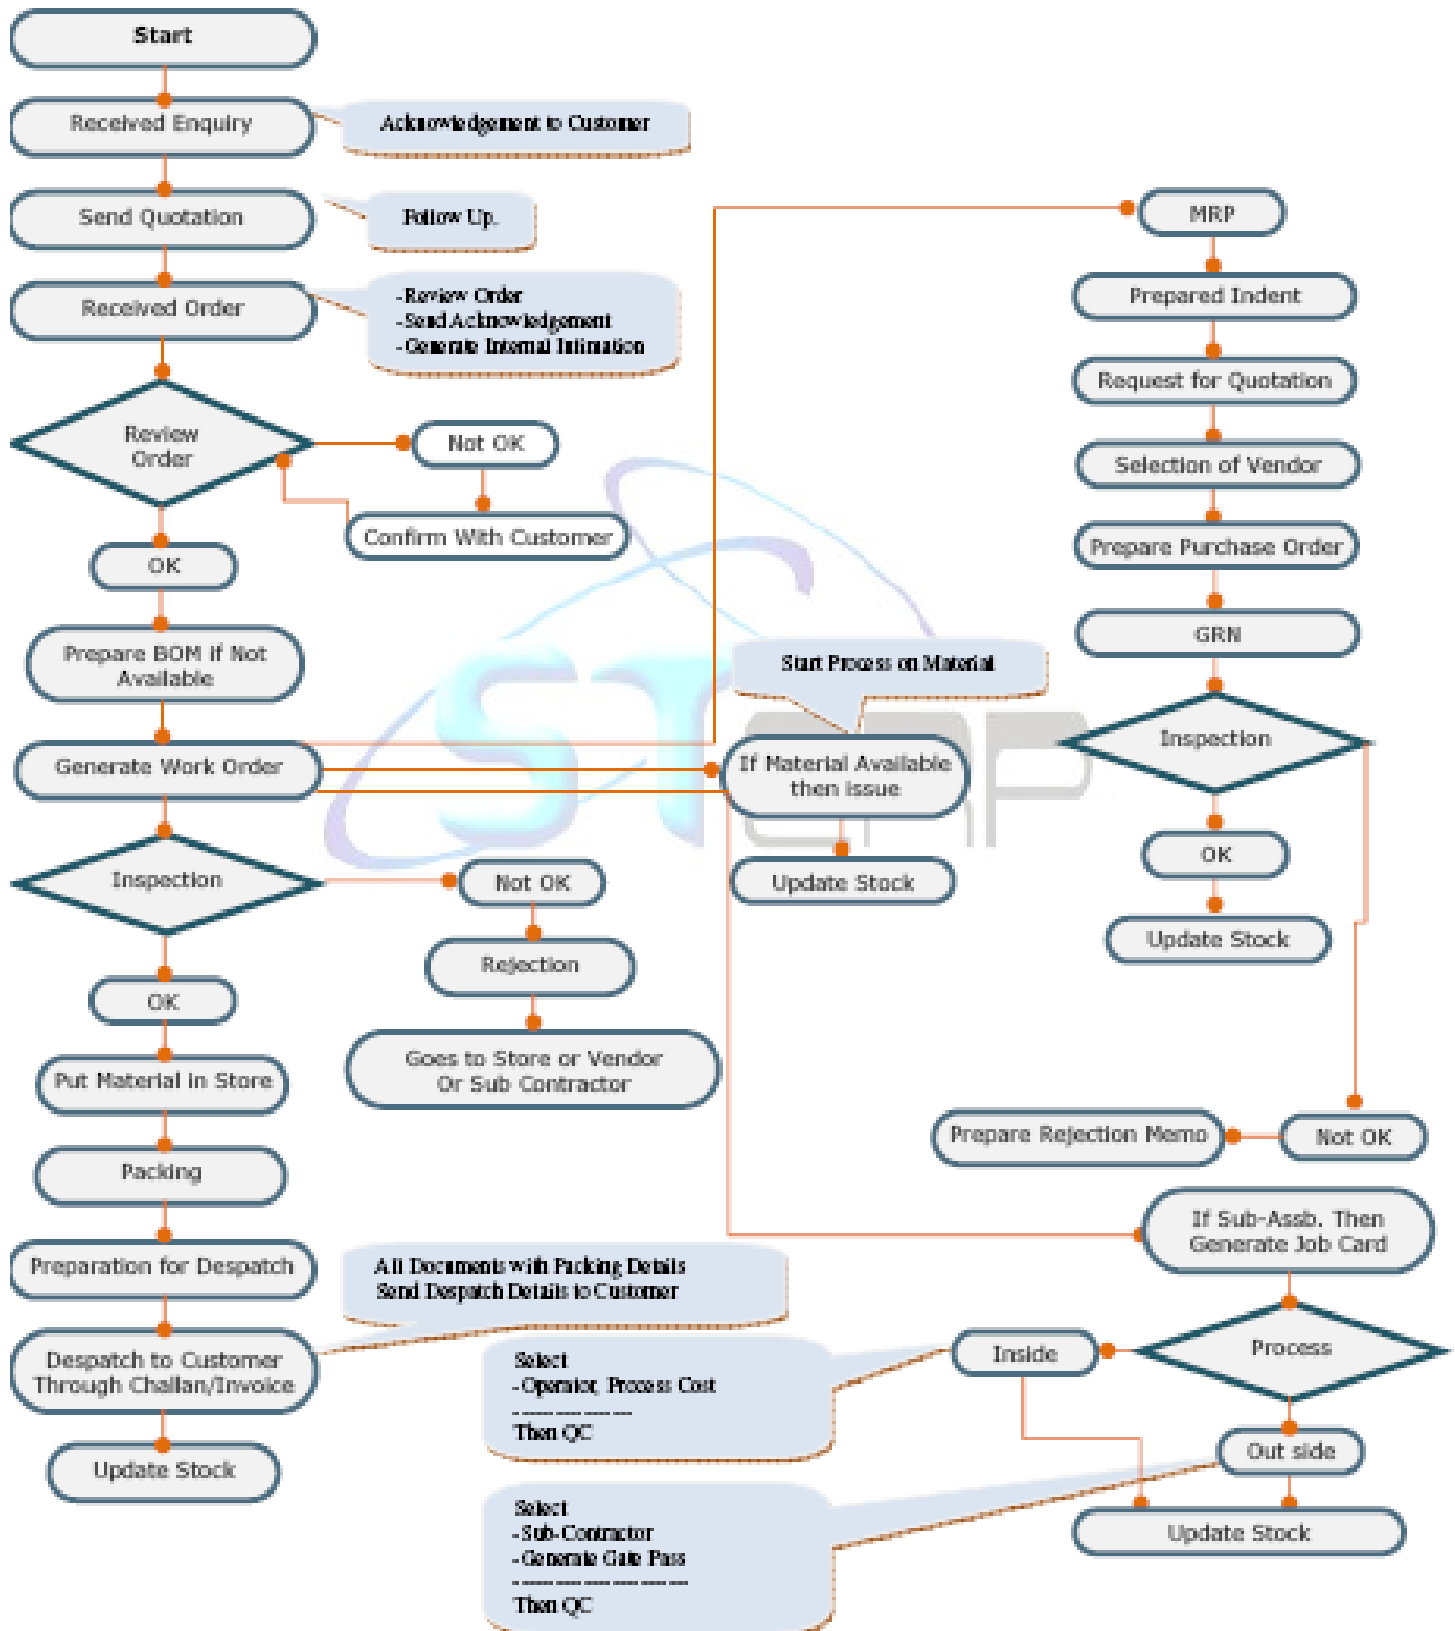 Start
Received Enquiry
Acknowledgement to Customer
Send Quotation
Follow Up.
Received Order
-Review Order
-Send Acknowledgement
-Generate Internal Intimation
Review
Order
Not OK
Confirm With Customer
OK
Prepare BOM if Not
Available
Generate Work Order
Inspection
Not OK
Rejection
Goes to Store or Vendor
Or Sub Contractor
OK
Put Material in Store
Packing
Preparation for Despatch
All Documents with Packing Details
Send Despatch Details to Customer
Despatch to Customer
Through Challan/Invoice
Update Stock
Start Process on Material
If Material Available
then issue
Update Stock
STERP
MRP
Prepared Indent
Request for Quotation
Selection of Vendor
Prepare Purchase Order
GRN
Inspection
OK
Update Stock
Not OK
Prepare Rejection Memo
If Sub-Assb. Then
Generate Job Card
Process
Inside
Select
-Operator, Process Cost
-----------------
Then QC
Out side
Select
-Sub-Contractor
-Generate Gate Pass
-------------------------
Then QC
Update Stock